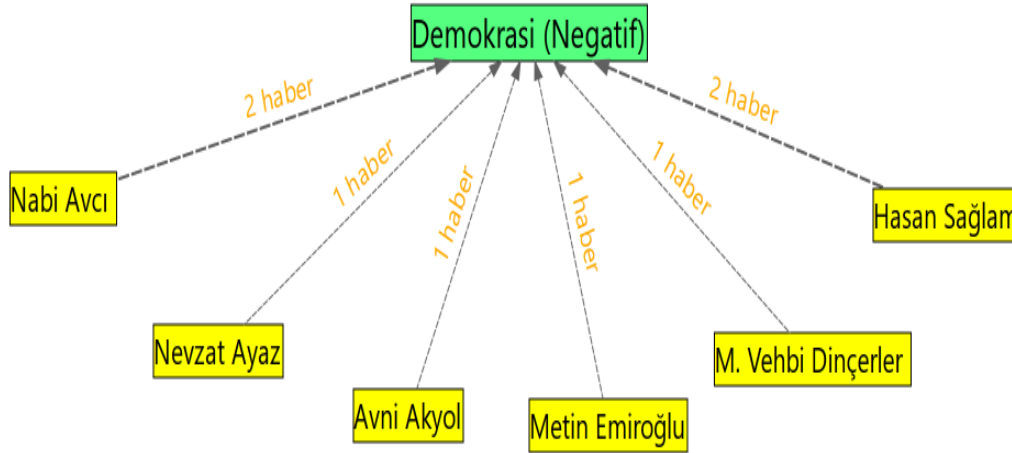 Demokrasi (Negatif)
2 haber
2 haber
1 haber
1 haber
1 haber
1 haber
Nabi Avcı
Hasan Sağlam
Nevzat Ayaz
M. Vehbi Dinçerler
Avni Akyol
Metin Emiroğlu